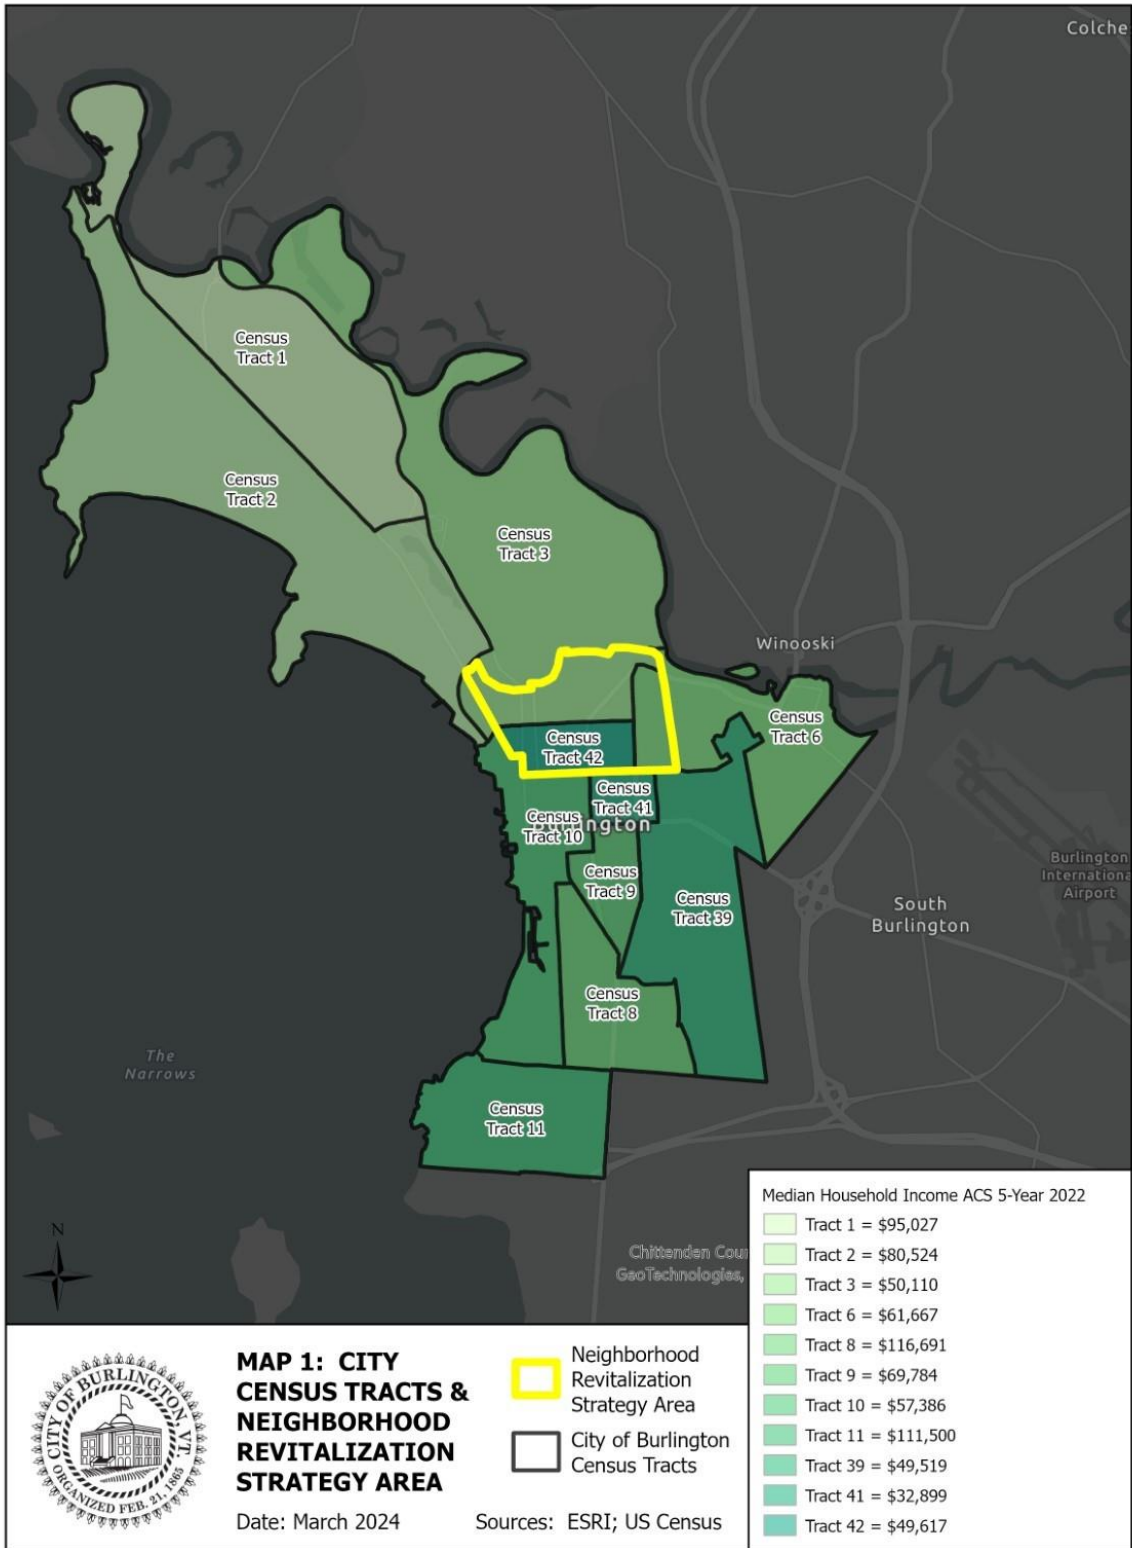 Colche
Census
Tract 1
Census
Tract 2
Census
Tract 3
Winooski
Census
Tract 6
Census
Tract 42
Census
Tract 41
Census
Tract 10
Burlington
Census
Tract 9
Census
Tract 39
Burlington
Internationa
Airport
South
Burlington
Census
Tract 8
The
Narrows
Census
Tract 11
N
Chittenden Cou
GeoTechnologies,
Median Household Income ACS 5-Year 2022
Tract 1 = $95,027
Tract 2 = $80,524
Tract 3 = $50,110
Tract 6 = $61,667
Tract 8 = $116,691
Tract 9 = $69,784
Tract 10 = $57,386
Tract 11 = $111,500
Tract 39 = $49,519
Tract 41 = $32,899
Tract 42 = $49,617
CITY OF BURLINGTON, VT.
ORGANIZED FEB. 21, 1865
MAP 1: CITY
CENSUS TRACTS &
NEIGHBORHOOD
REVITALIZATION
STRATEGY AREA
Date: March 2024
Neighborhood
Revitalization
Strategy Area
City of Burlington
Census Tracts
Sources: ESRI; US Census